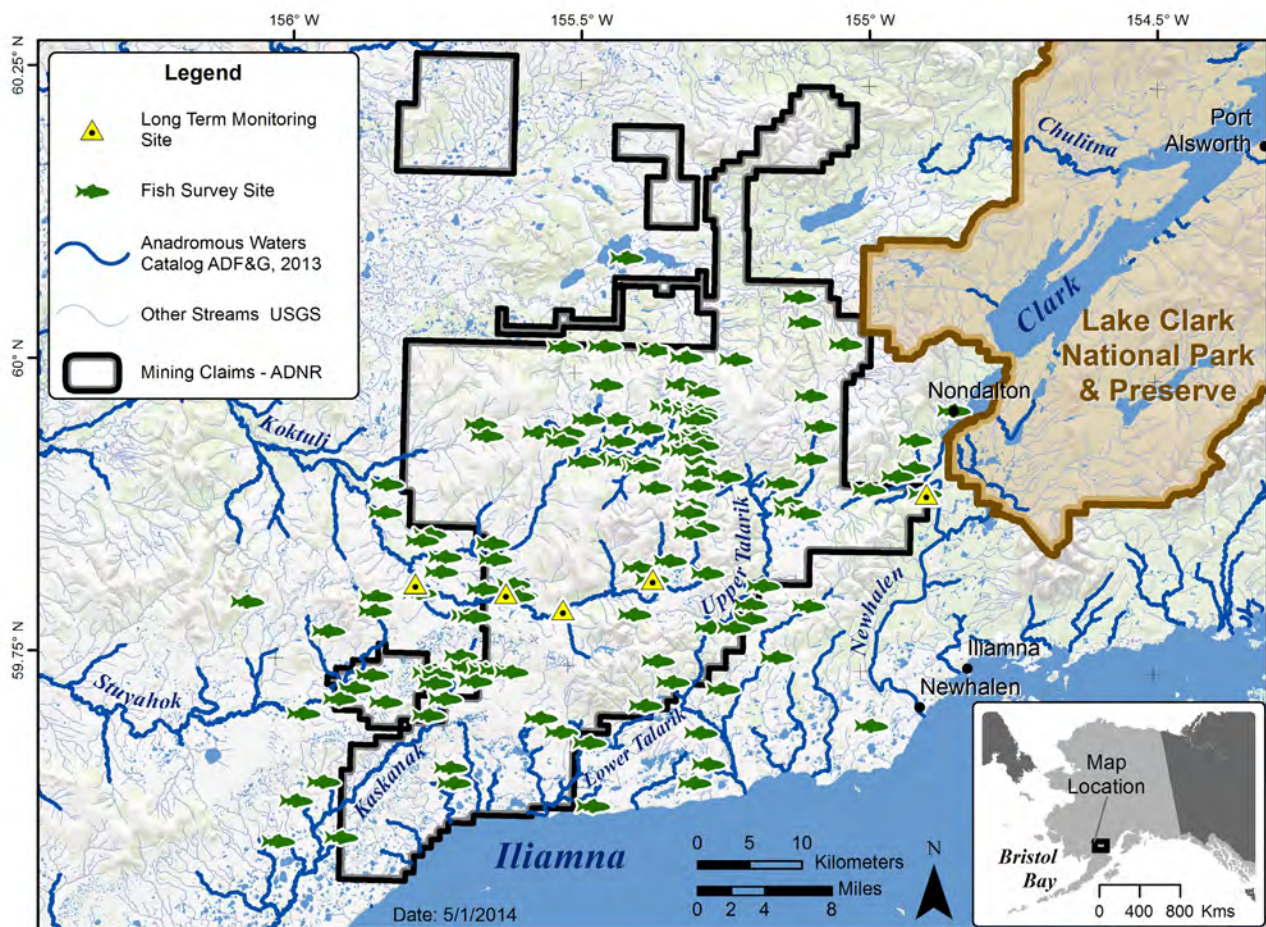 156° W
155.5° W
155° W
154.5° W
60.25° N
60° N
59.75° N
Legend
Long Term Monitoring
Site
Fish Survey Site
Anadromous Waters
Catalog ADF&G, 2013
Other Streams USGS
Mining Claims - ADNR
Chulitna
Port
Alsworth
Clark
Lake Clark
National Park
& Preserve
Nondalton
Koktuli
Upper Talarik
Newhalen
Iliamna
Newhalen
Stuyahok
Kaskanak
Lower Talarik
Iliamna
Date: 5/1/2014
0 5 10
Kilometers
Miles
0 2 4 8
N
Map
Location
Bristol
Bay
0 400 800 Kms